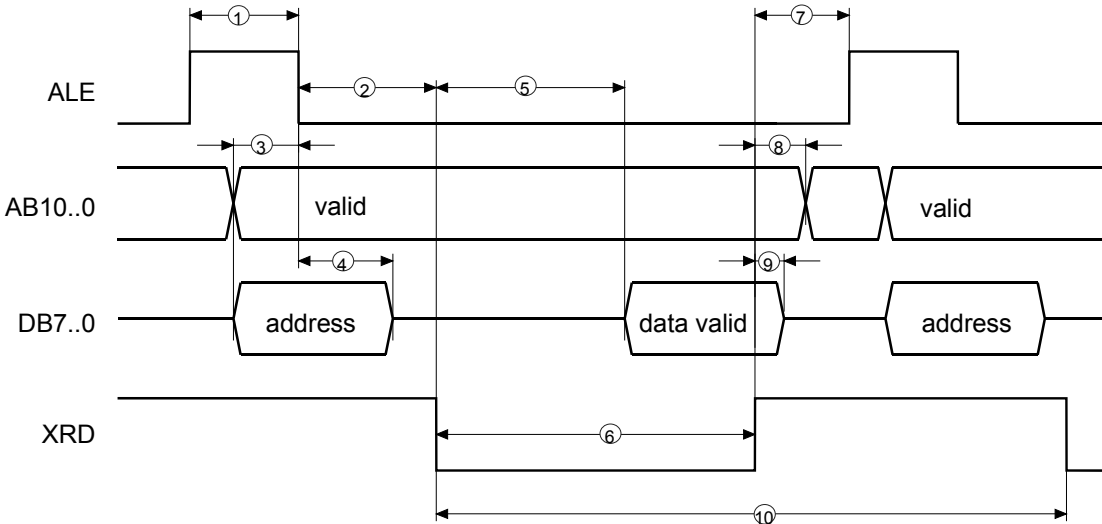 1 7
ALE 2 5
3 8
AB10..0 valid valid
4 9
DB7..0 address data valid address
XRD 6
10